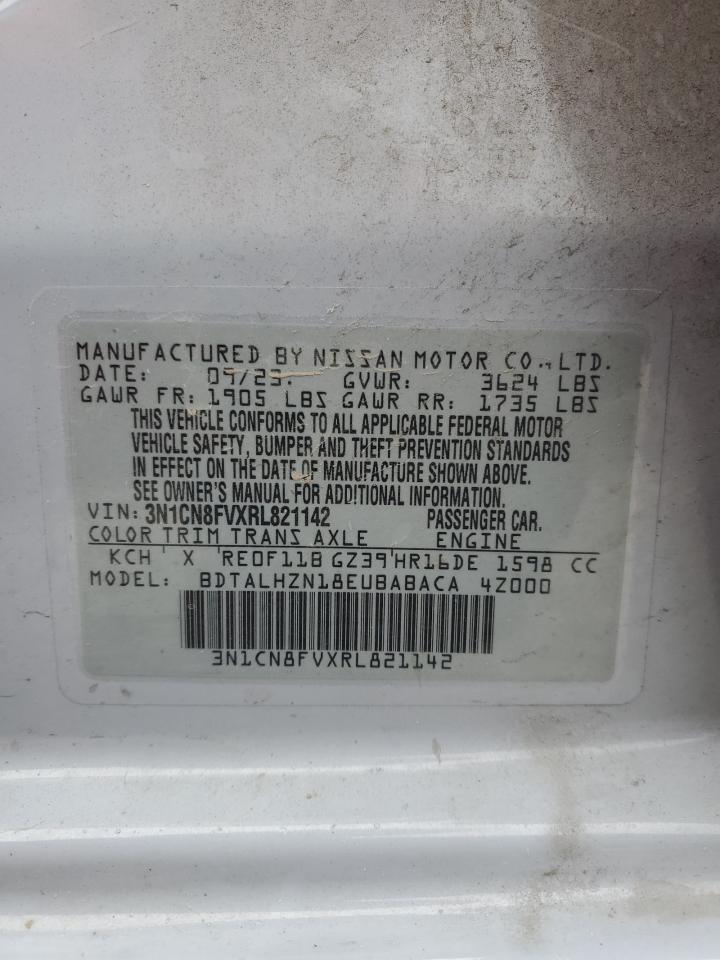 MANUFACTURED BY NISSAN MOTOR CO., LTD.
DATE: 09/23. GVWR: 3624 LBS
GAWR FR: 1905 LBS GAWR RR: 1735 LBS
THIS VEHICLE CONFORMS TO ALL APPLICABLE FEDERAL MOTOR
VEHICLE SAFETY, BUMPER AND THEFT PREVENTION STANDARDS
IN EFFECT ON THE DATE OF MANUFACTURE SHOWN ABOVE.
SEE OWNER'S MANUAL FOR ADDITIONAL INFORMATION.
VIN: 3N1CN8FVXRL821142 PASSENGER CAR.
COLOR TRIM TRANS AXLE ENGINE
KCH X RE0F11B GZ39 HR16DE 1598 CC
MODEL: BDTALHZN18EUBABACA 4Z000
3N1CN8FVXRL821142